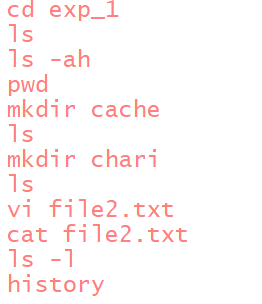 cd exp_1
ls
ls -ah
pwd
mkdir cache
ls
mkdir chari
ls
vi file2.txt
cat file2.txt
ls -l
history